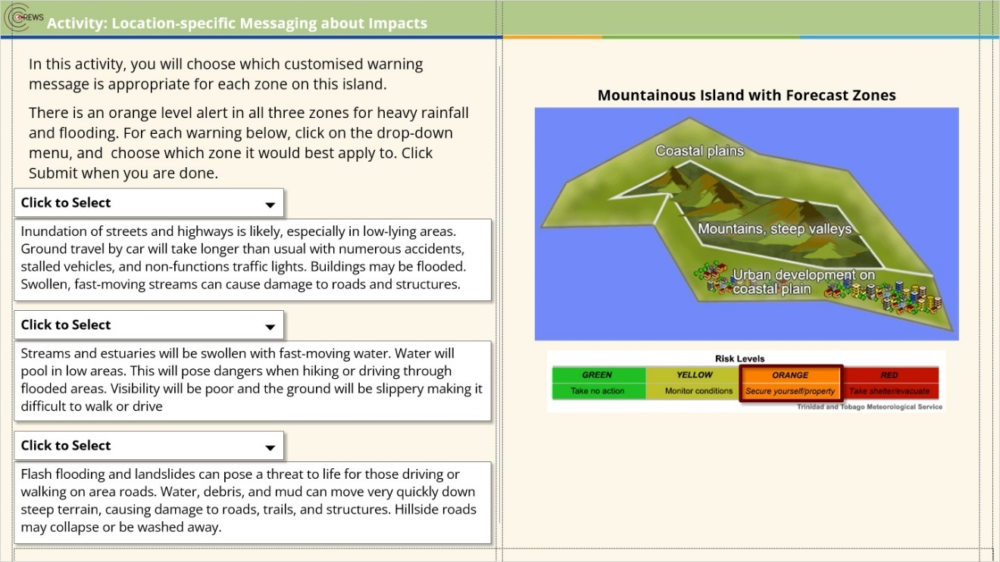 CREWS
Activity: Location-specific Messaging about Impacts
In this activity, you will choose which customised warning
message is appropriate for each zone on this island.
There is an orange level alert in all three zones for heavy rainfall
and flooding. For each warning below, click on the drop-down
menu, and  choose which zone it would best apply to. Click
Submit when you are done.
Click to Select
Inundation of streets and highways is likely, especially in low-lying areas.
Ground travel by car will take longer than usual with numerous accidents,
stalled vehicles, and non-functions traffic lights. Buildings may be flooded.
Swollen, fast-moving streams can cause damage to roads and structures.
Click to Select
Streams and estuaries will be swollen with fast-moving water. Water will
pool in low areas. This will pose dangers when hiking or driving through
flooded areas. Visibility will be poor and the ground will be slippery making it
difficult to walk or drive
Click to Select
Flash flooding and landslides can pose a threat to life for those driving or
walking on area roads. Water, debris, and mud can move very quickly down
steep terrain, causing damage to roads, trails, and structures. Hillside roads
may collapse or be washed away.
Mountainous Island with Forecast Zones
Coastal plains
Mountains, steep valleys
Urban development on
coastal plain
Risk Levels
GREEN YELLOW ORANGE RED
Take no action Monitor conditions Secure yourself/property Take shelter/evacuate
Trinidad and Tobago Meteorological Service